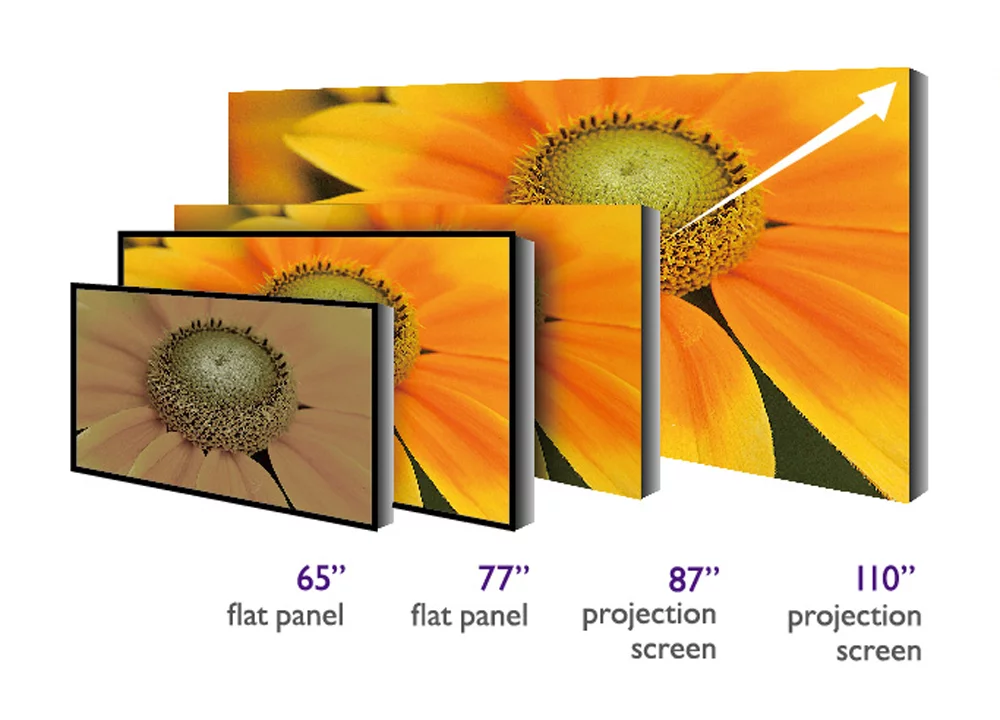 65”
flat panel
77”
flat panel
87”
projection
screen
110”
projection
screen